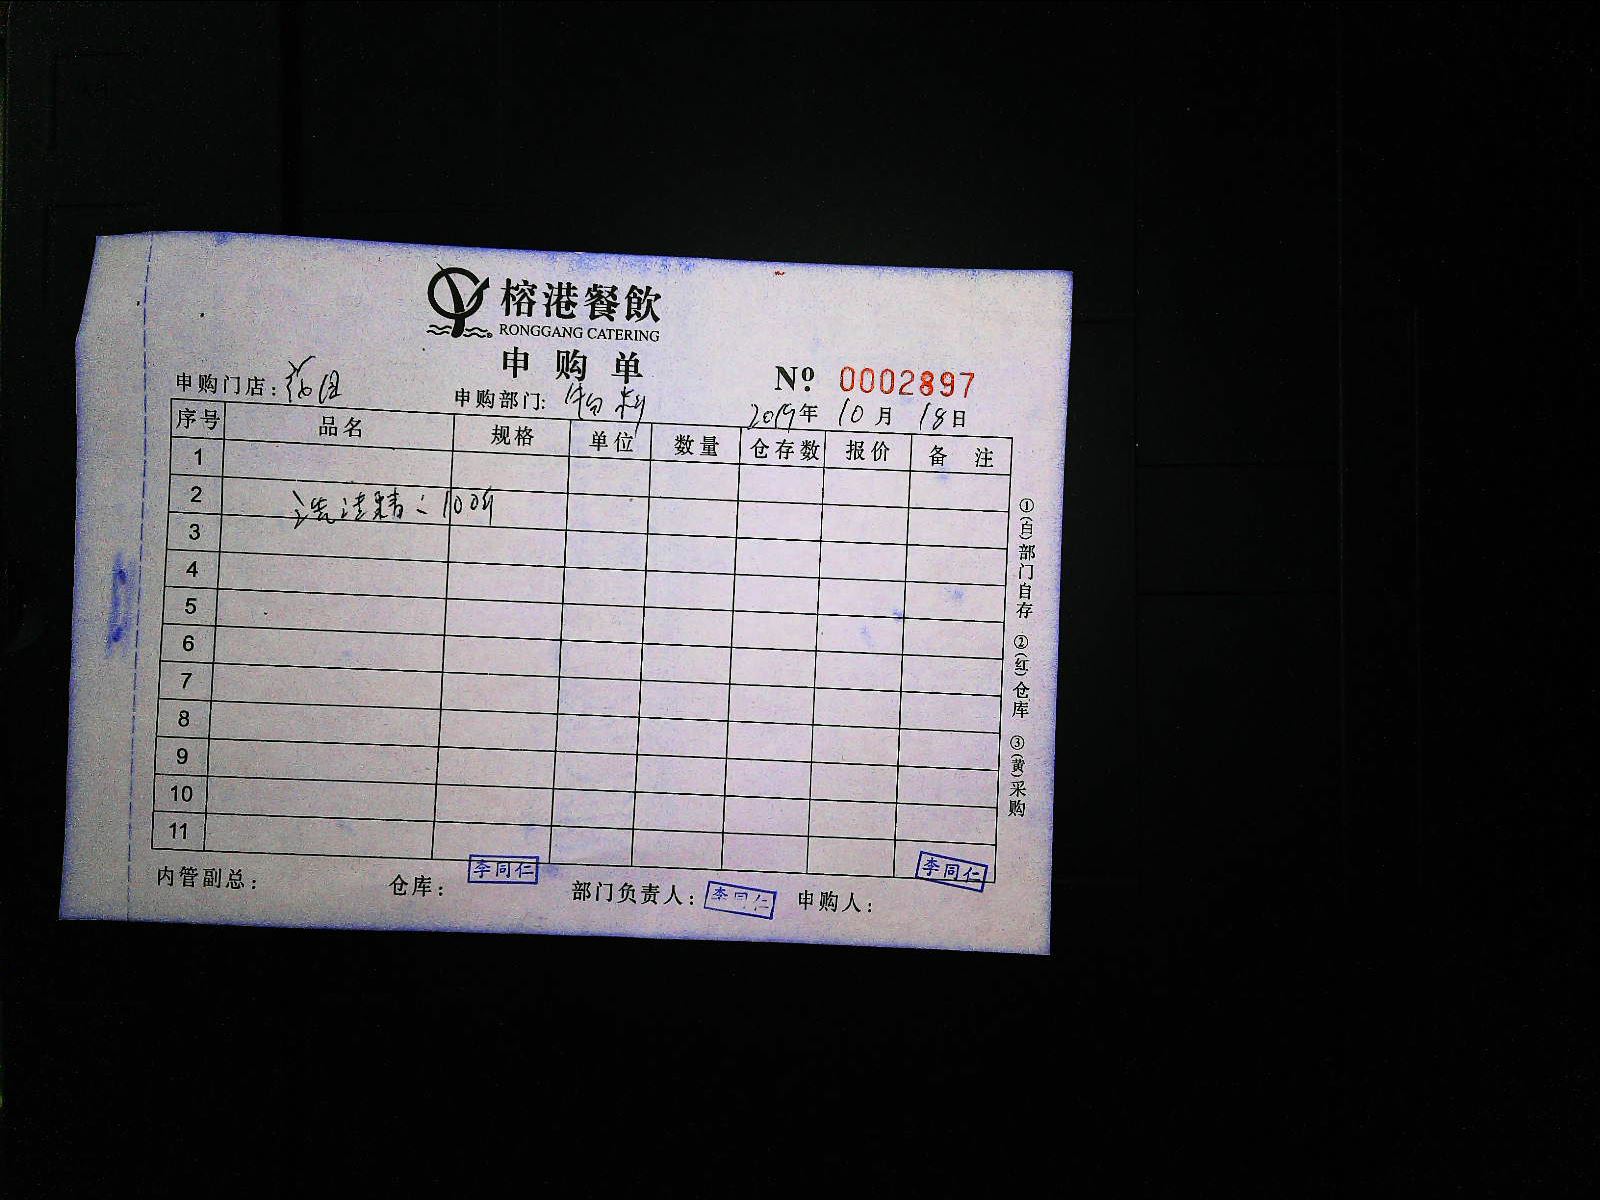 榕港餐飲
RONGGANG CATERING
申购单
申购门店:
申购部门:
№ 0002897
2019年 10月 18日
序号 品名 规格 单位 数量 仓存数 报价 备注
1
2 洗洁精:100斤
3
4
5
6
7
8
9
10
11
①(白)部门自存 ②(红)仓库 ③(黄)采购
内管副总: 仓库: 李同仁 部门负责人: 李同仁 申购人: 李同仁